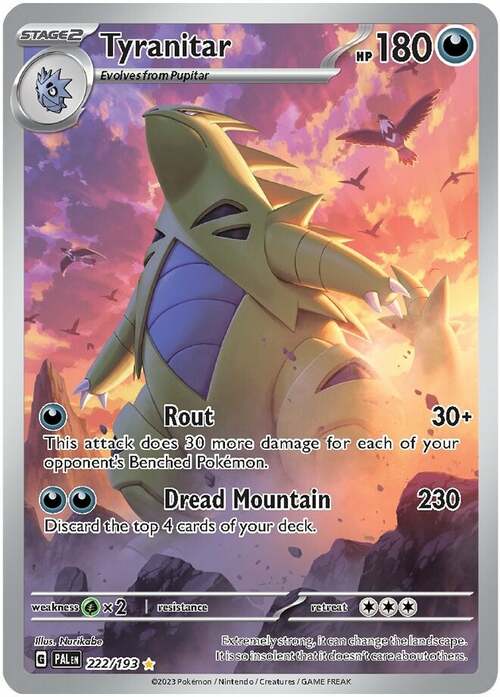 STAGE2
Tyranitar
HP 180
Evolves from Pupitar
Rout 30+
This attack does 30 more damage for each of your
opponent's Benched Pokémon.
Dread Mountain 230
Discard the top 4 cards of your deck.
weakness ×2 resistance retreat
Illus. Nurikabe
Extremely strong, it can change the landscape.
It is so insolent that it doesn't care about others.
G PAL EN 222/193
©2023 Pokémon / Nintendo / Creatures / GAME FREAK